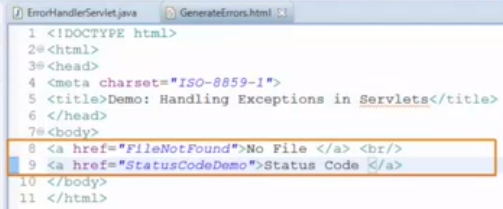 ErrorHandlerServlet.java GenerateErrors.html
1 <!DOCTYPE html>
2 <html>
3 <head>
4 <meta charset="ISO-8859-1">
5 <title>Demo: Handling Exceptions in Servlets</title>
6 </head>
7 <body>
8 <a href="FileNotFound">No File </a> <br/>
9 <a href="StatusCodeDemo">Status Code </a>
10 </body>
11 </html>